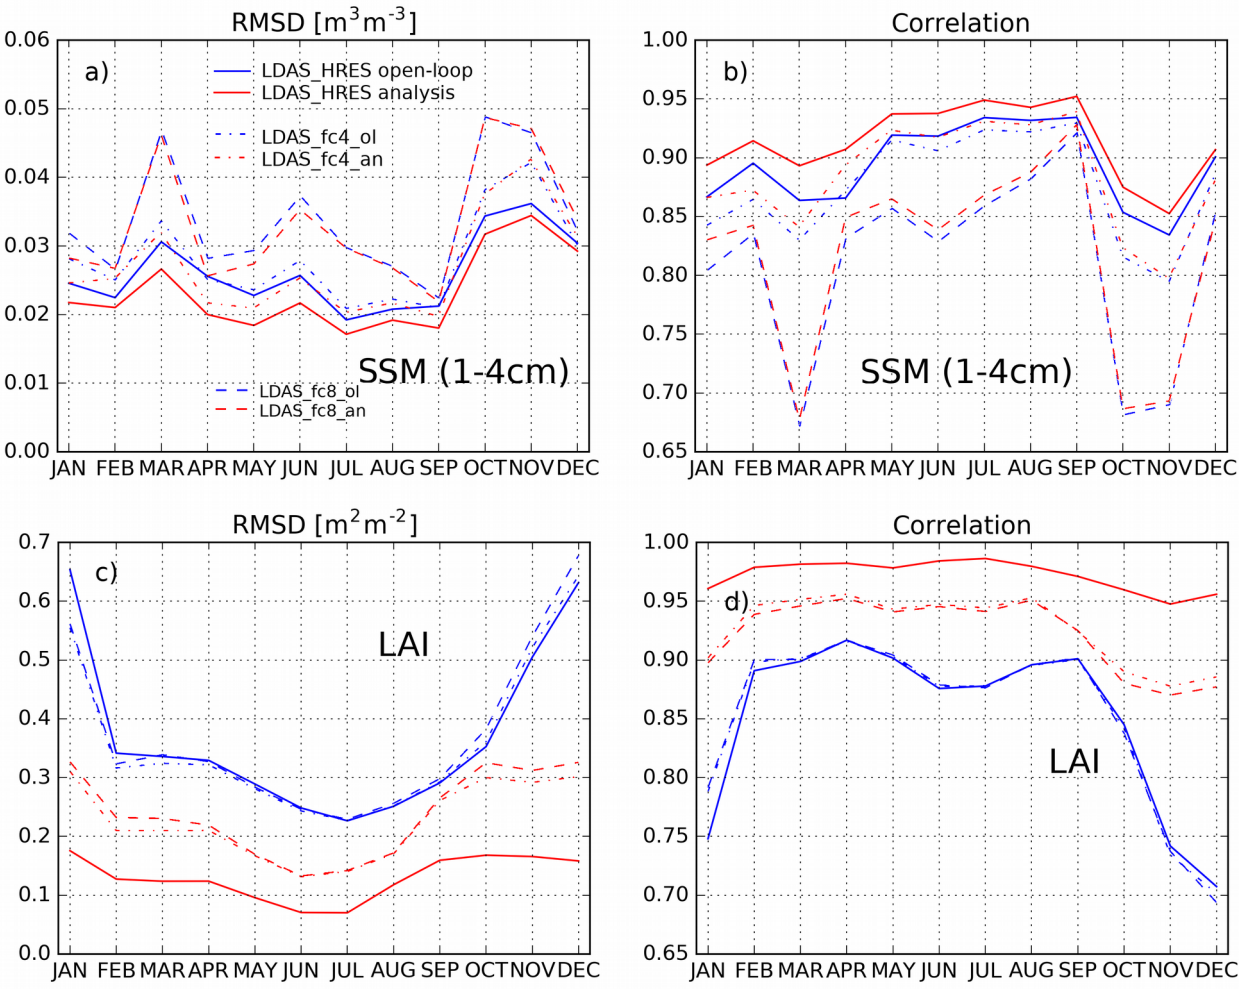 RMSD [m³m⁻³]
0.06
0.05
0.04
0.03
0.02
0.01
0.00
a)
LDAS_HRES open-loop
LDAS_HRES analysis
LDAS_fc4_ol
LDAS_fc4_an
SSM (1-4cm)
LDAS_fc8_ol
LDAS_fc8_an
JAN FEB MAR APR MAY JUN JUL AUG SEP OCT NOV DEC
Correlation
1.00
0.95
0.90
0.85
0.80
0.75
0.70
0.65
b)
SSM (1-4cm)
JAN FEB MAR APR MAY JUN JUL AUG SEP OCT NOV DEC
RMSD [m²m⁻²]
0.7
0.6
0.5
0.4
0.3
0.2
0.1
0.0
c)
LAI
JAN FEB MAR APR MAY JUN JUL AUG SEP OCT NOV DEC
Correlation
1.00
0.95
0.90
0.85
0.80
0.75
0.70
0.65
d)
LAI
JAN FEB MAR APR MAY JUN JUL AUG SEP OCT NOV DEC